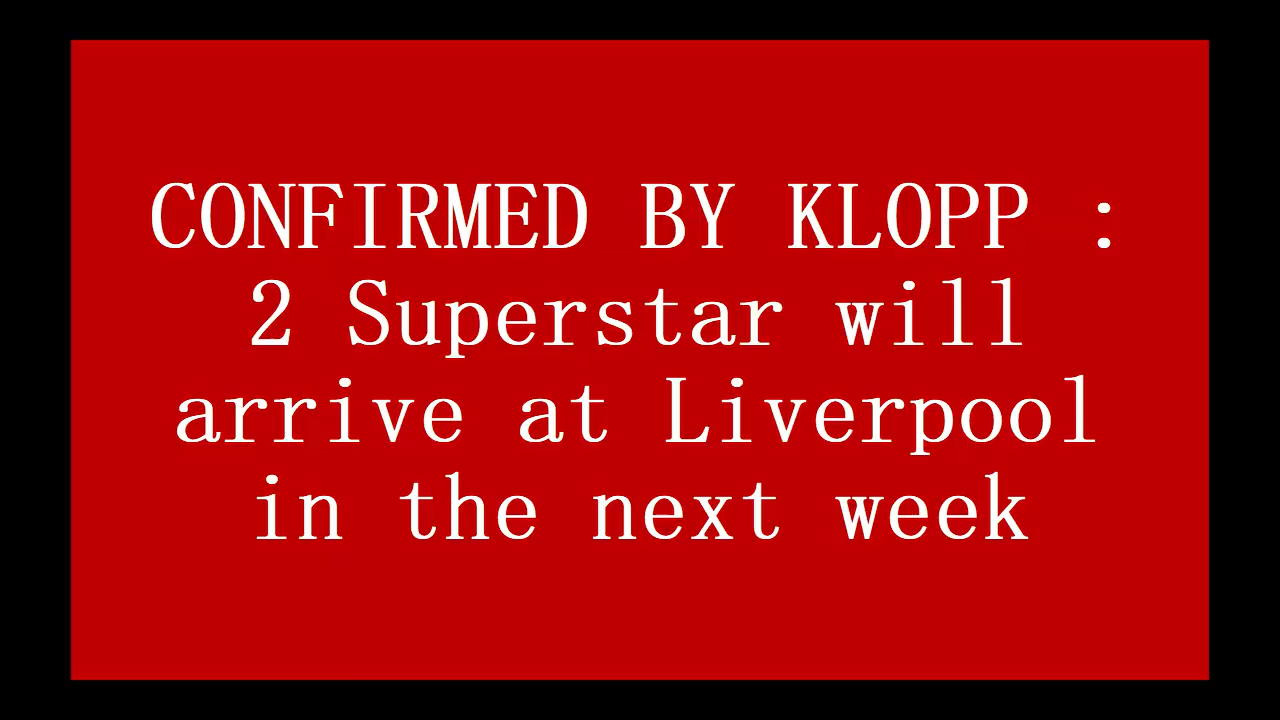 CONFIRMED BY KLOPP :
2 Superstar will
arrive at Liverpool
in the next week